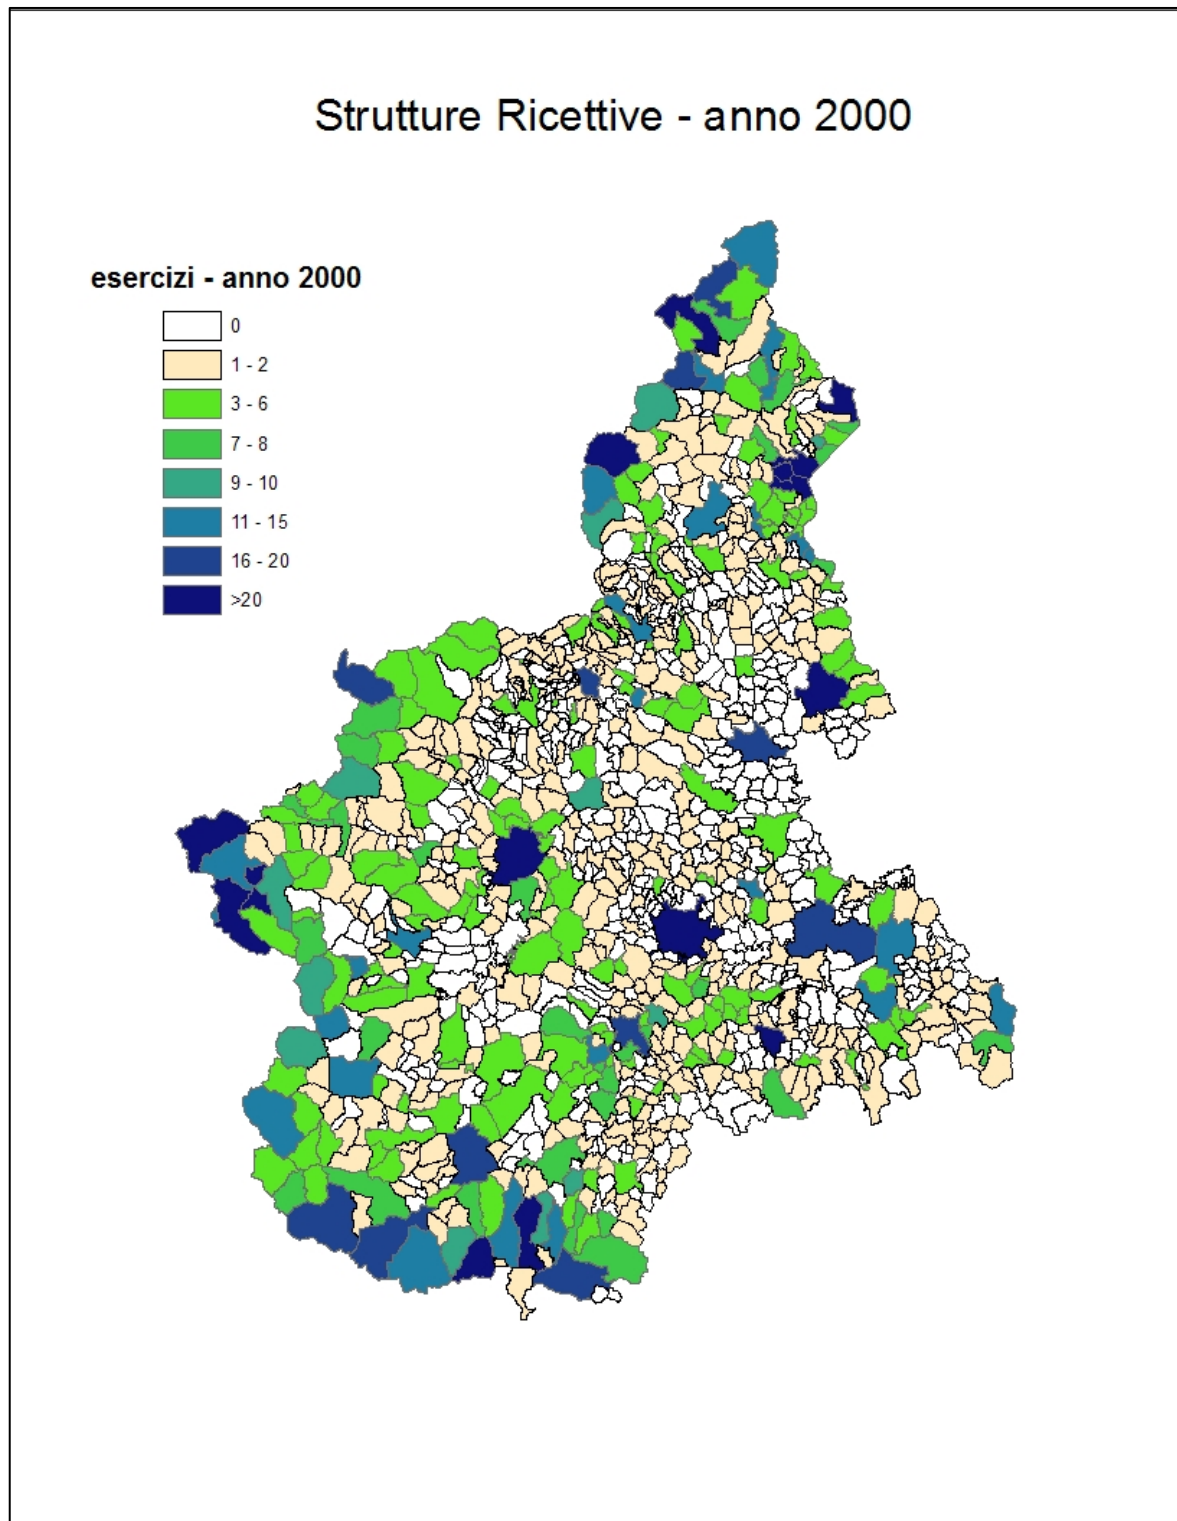 Strutture Ricettive - anno 2000
esercizi - anno 2000
0
1 - 2
3 - 6
7 - 8
9 - 10
11 - 15
16 - 20
>20